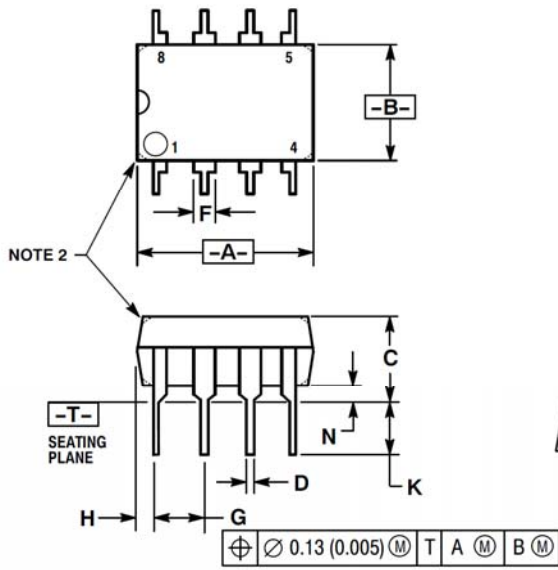 8 5
-B-
1 4
F
-A-
NOTE 2
C
-T-
SEATING
PLANE
N
D
K
H
G
⌖ ⌀ 0.13 (0.005) Ⓜ T A Ⓜ B Ⓜ